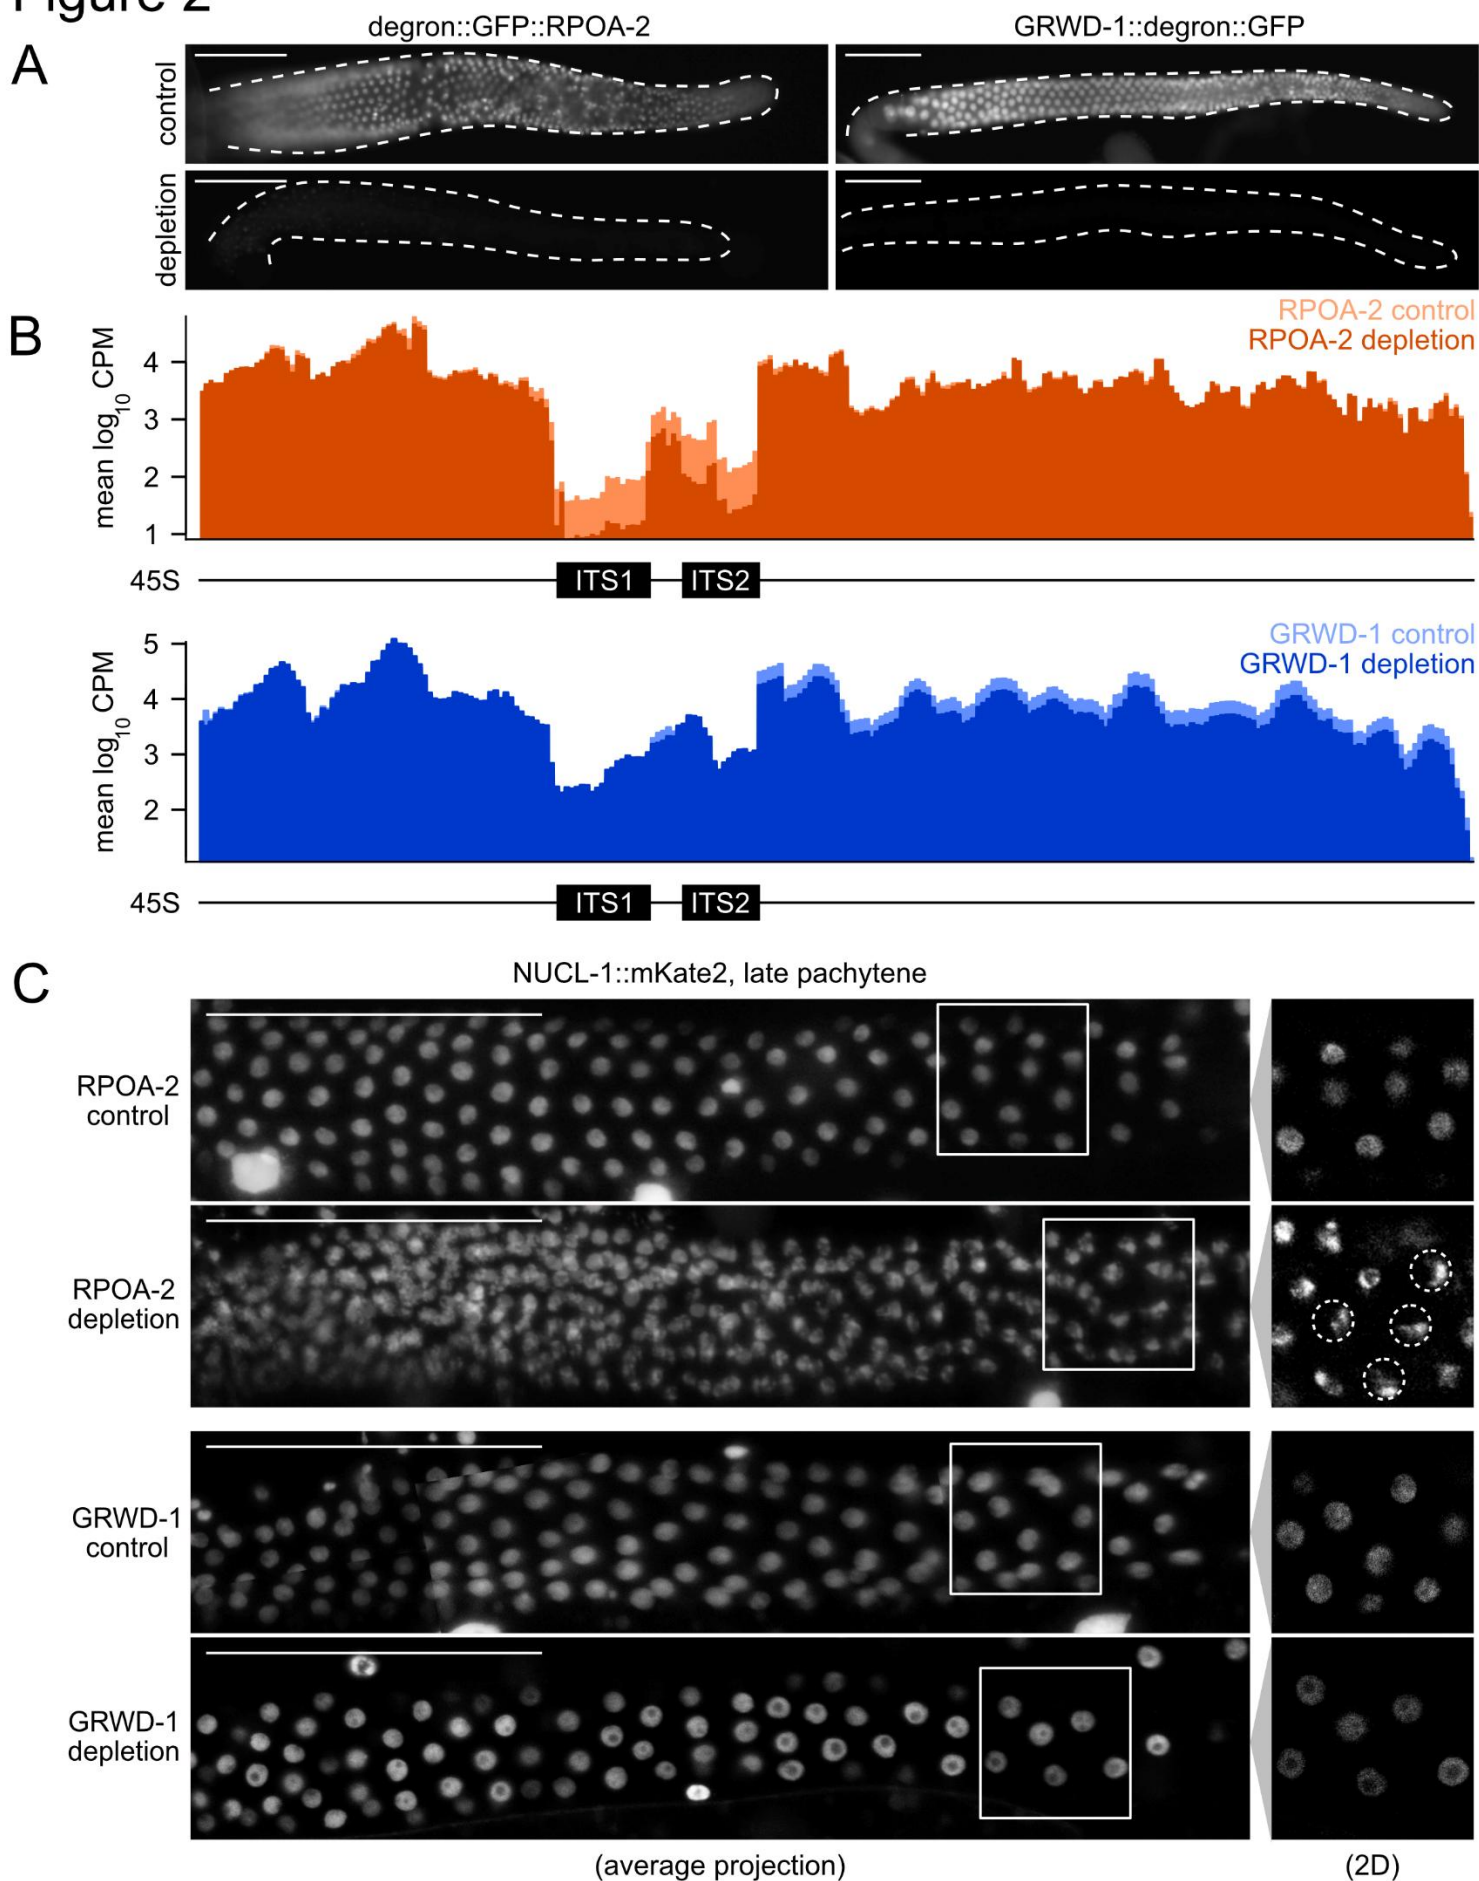 Figure 2
A
degron::GFP::RPOA-2
GRWD-1::degron::GFP
control
depletion
B
RPOA-2 control
RPOA-2 depletion
mean log10 CPM
4
3
2
1
45S
ITS1
ITS2
GRWD-1 control
GRWD-1 depletion
mean log10 CPM
5
4
3
2
45S
ITS1
ITS2
C
NUCL-1::mKate2, late pachytene
RPOA-2
control
RPOA-2
depletion
GRWD-1
control
GRWD-1
depletion
(average projection)
(2D)